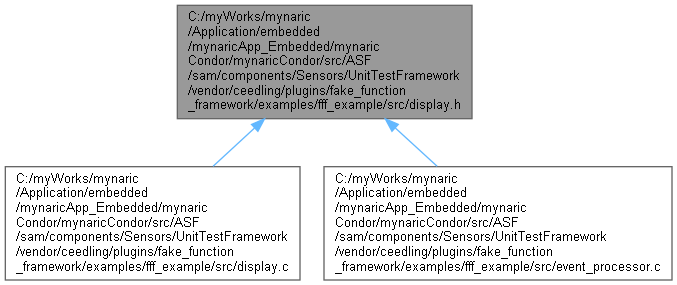 C:/myWorks/mynaric
/Application/embedded
/mynaricApp_Embedded/mynaric
Condor/mynaricCondor/src/ASF
/sam/components/Sensors/UnitTestFramework
/vendor/ceedling/plugins/fake_function
_framework/examples/fff_example/src/display.h
C:/myWorks/mynaric
/Application/embedded
/mynaricApp_Embedded/mynaric
Condor/mynaricCondor/src/ASF
/sam/components/Sensors/UnitTestFramework
/vendor/ceedling/plugins/fake_function
_framework/examples/fff_example/src/display.c
C:/myWorks/mynaric
/Application/embedded
/mynaricApp_Embedded/mynaric
Condor/mynaricCondor/src/ASF
/sam/components/Sensors/UnitTestFramework
/vendor/ceedling/plugins/fake_function
_framework/examples/fff_example/src/event_processor.c